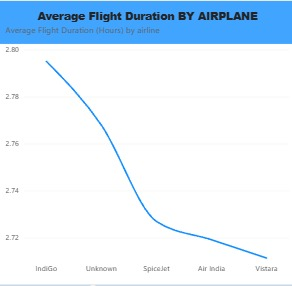 Average Flight Duration BY AIRPLANE
Average Flight Duration (Hours) by airline
2.80
2.78
2.76
2.74
2.72
IndiGo Unknown SpiceJet Air India Vistara